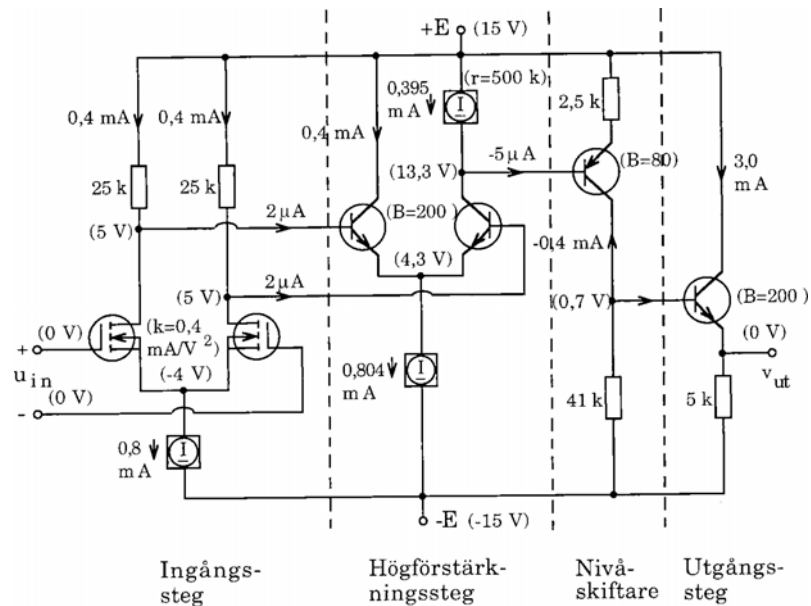 +E (15 V)
0,4 mA
0,4 mA
25 k
25 k
(5 V)
2 µA
(5 V)
2 µA
(0 V)
(k=0,4
mA/V²)
(-4 V)
+
u in
-
(0 V)
0,8
mA
I
0,4 mA
0,395
mA
I
(r=500 k)
(13,3 V)
-5 µA
(B=200)
(4,3 V)
0,804
mA
I
-E (-15 V)
2,5 k
(B=80)
-0,4 mA
(0,7 V)
41 k
3,0
mA
(B=200)
(0 V)
v ut
5 k
Ingångs-
steg
Högförstärk-
ningssteg
Nivå-
skiftare
Utgångs-
steg